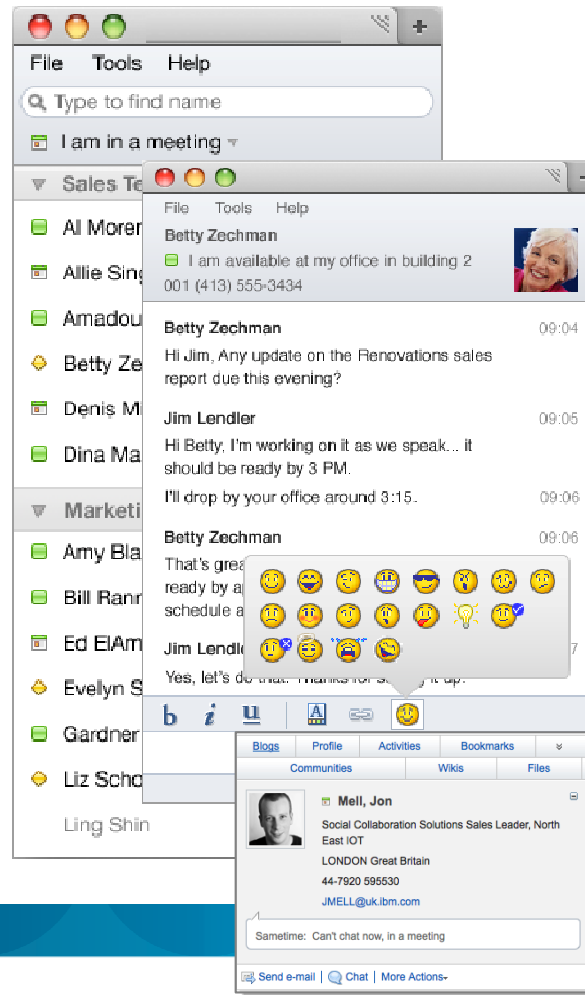 File Tools Help
Type to find name
I am in a meeting
Sales Te
Al Morer
Allie Sing
Amadou
Betty Ze
Denis Mi
Dina Ma
Marketi
Amy Bla
Bill Rann
Ed ElAm
Evelyn S
Gardner
Liz Scho
Ling Shin
File Tools Help
Betty Zechman
I am available at my office in building 2
001 (413) 555-3434
Betty Zechman 09:04
Hi Jim, Any update on the Renovations sales
report due this evening?
Jim Lendler 09:05
Hi Betty, I'm working on it as we speak... it
should be ready by 3 PM.
I'll drop by your office around 3:15. 09:06
Betty Zechman 09:06
That's grea
ready by a
schedule a
Jim Lendl 7
Yes, let's do that. Thanks for setting it up.
b i u A
Blogs Profile Activities Bookmarks
Communities Wikis Files
Mell, Jon
Social Collaboration Solutions Sales Leader, North
East IOT
LONDON Great Britain
44-7920 595530
JMELL@uk.ibm.com
Sametime: Can't chat now, in a meeting
Send e-mail | Chat | More Actions